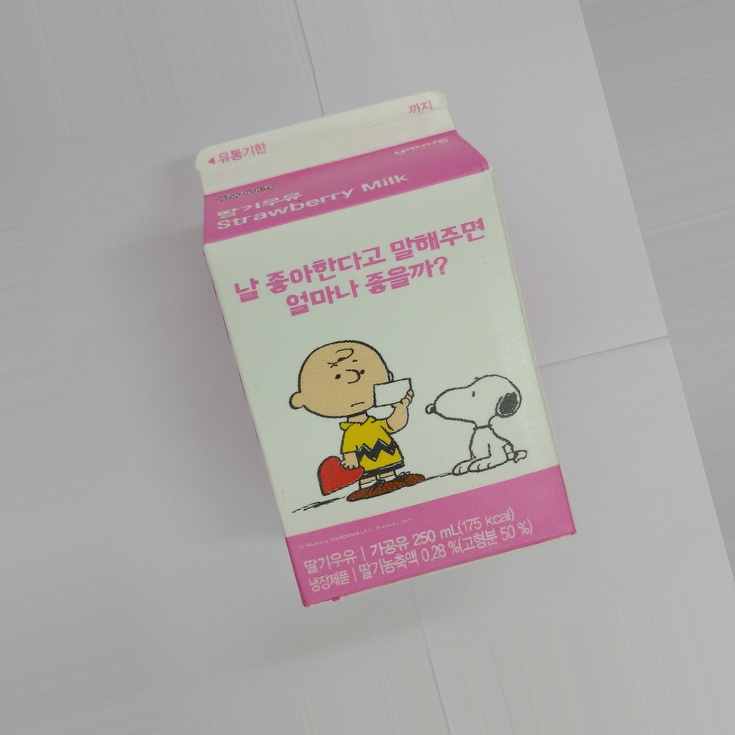 ◀유통기한
까지
딸기우유
Strawberry Milk
날 좋아한다고 말해주면
얼마나 좋을까?
딸기우유 | 가공유 250 mL(175 kcal)
냉장제품 | 딸기농축액 0.28 %(고형분 50 %)